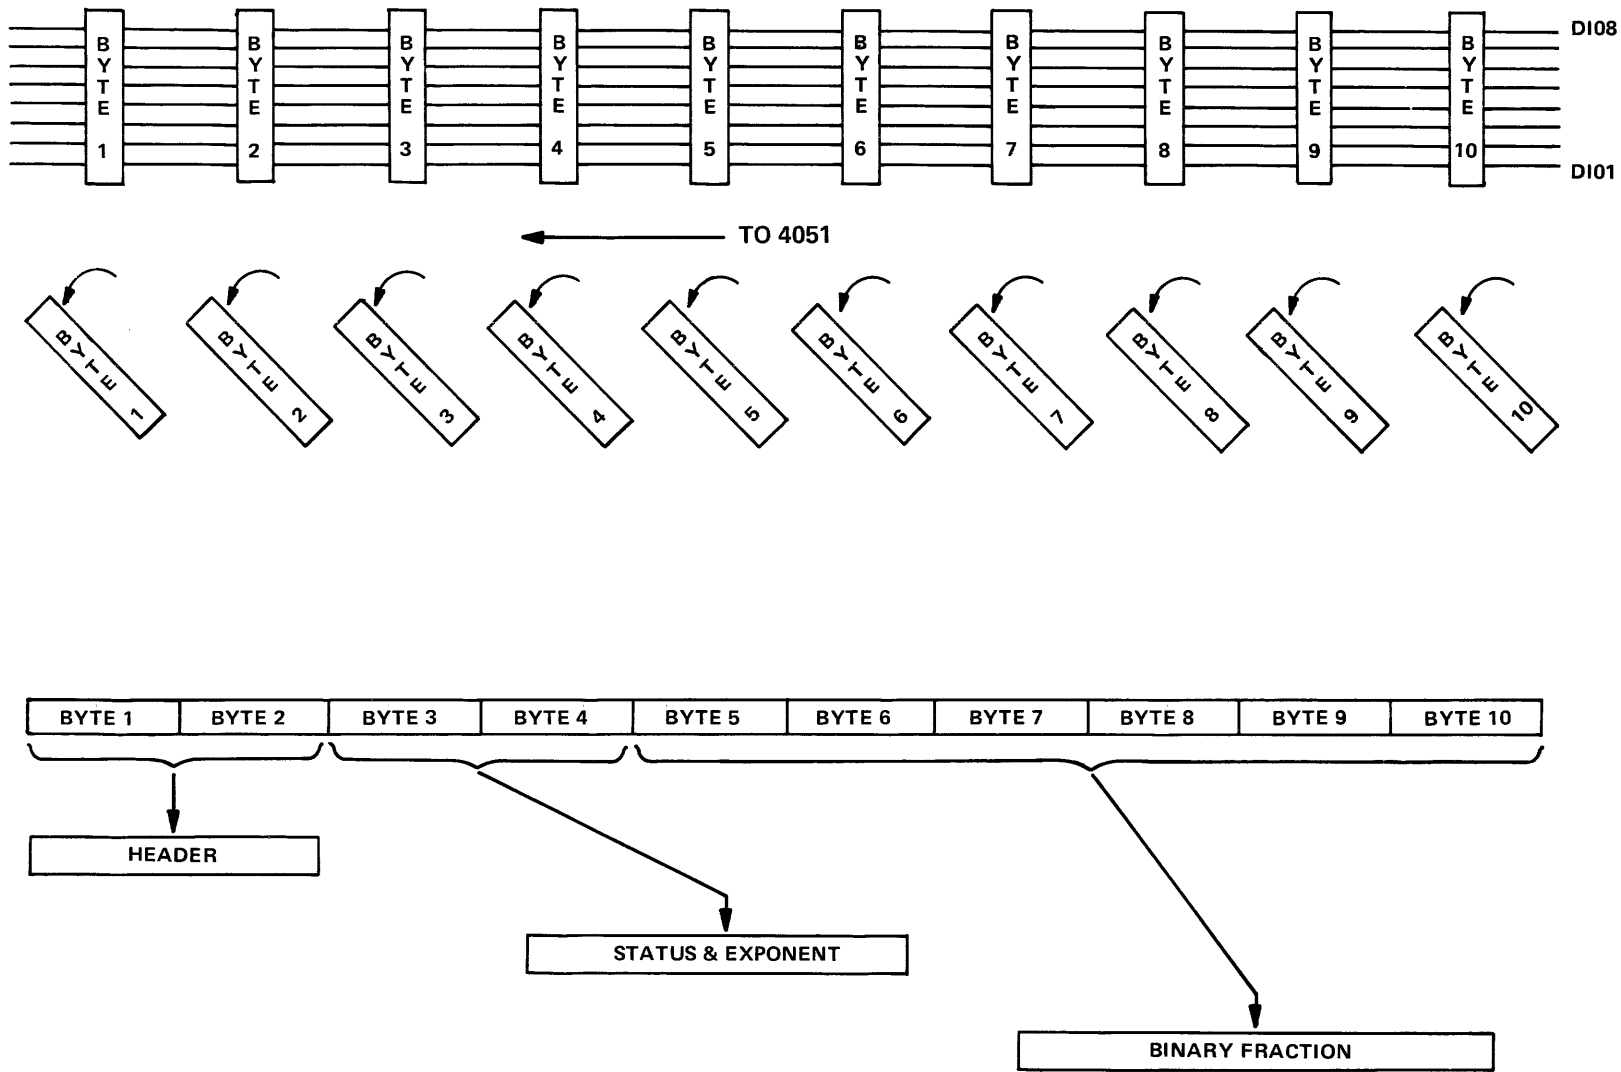 BYTE 1 BYTE 2 BYTE 3 BYTE 4 BYTE 5 BYTE 6 BYTE 7 BYTE 8 BYTE 9 BYTE 10
DI08
DI01
TO 4051
BYTE 1 BYTE 2 BYTE 3 BYTE 4 BYTE 5 BYTE 6 BYTE 7 BYTE 8 BYTE 9 BYTE 10
BYTE 1 BYTE 2 BYTE 3 BYTE 4 BYTE 5 BYTE 6 BYTE 7 BYTE 8 BYTE 9 BYTE 10
HEADER
STATUS & EXPONENT
BINARY FRACTION